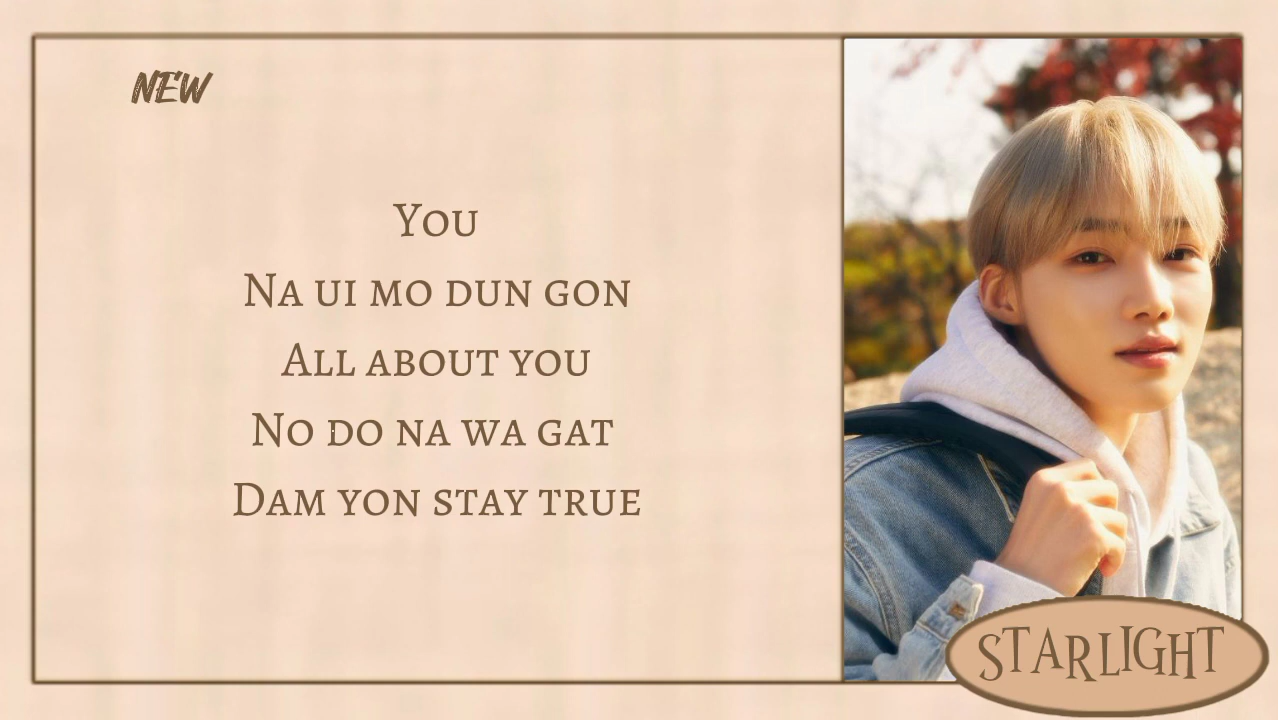 NEW
You
Na ui mo dun gon
All about you
No do na wa gat
Dam yon stay true
STARLIGHT